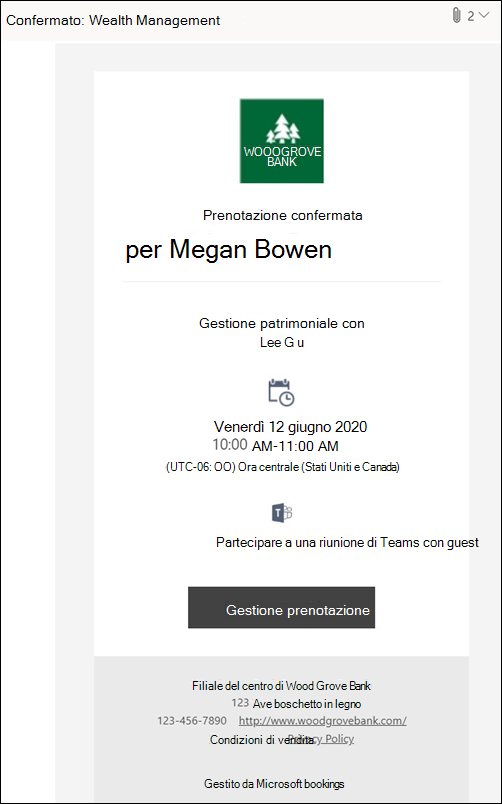 Confermato: Wealth Management
2
WOOOGROVE
BANK
Prenotazione confermata
per Megan Bowen
Gestione patrimoniale con
Lee G u
Venerdì 12 giugno 2020
10:00 AM-11:00 AM
(UTC-06: OO) Ora centrale (Stati Uniti e Canada)
T
Partecipare a una riunione di Teams con guest
Gestione prenotazione
Filiale del centro di Wood Grove Bank
123 Ave boschetto in legno
123-456-7890 http://www.woodgrovebank.com/
Condizioni di vendita Privacy Policy
Gestito da Microsoft bookings